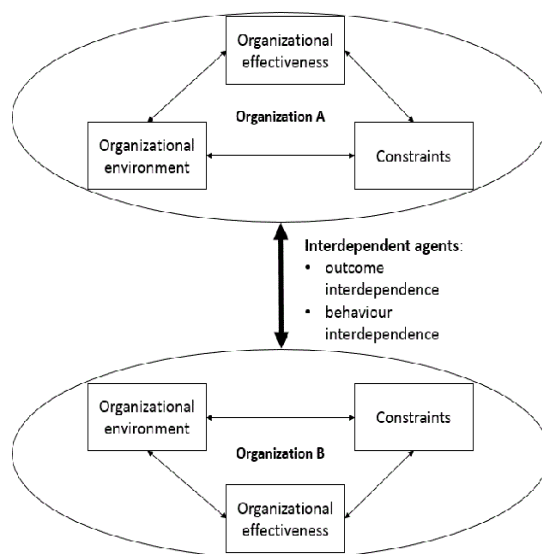 Organizational
effectiveness
Organization A
Organizational
environment
Constraints
Interdependent agents:
• outcome
interdependence
• behaviour
interdependence
Organizational
environment
Constraints
Organization B
Organizational
effectiveness